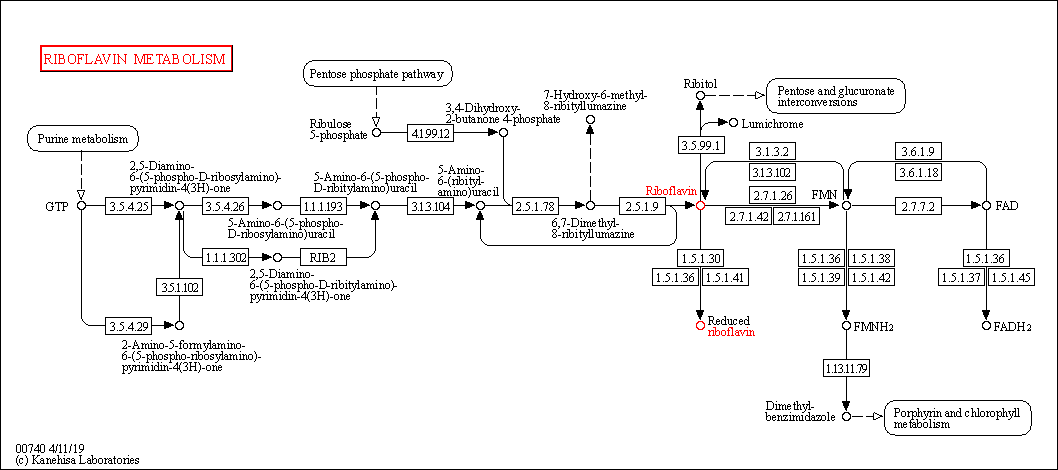 RIBOFLAVIN METABOLISM
Pentose phosphate pathway
Purine metabolism
Ribulose
5-phosphate
4.1.99.12
3,4-Dihydroxy-
2-butanone 4-phosphate
7-Hydroxy-6-methyl-
8-ribityllumazine
Ribitol
Pentose and glucuronate
interconversions
Lumichrome
3.5.99.1
2,5-Diamino-
6-(5-phospho-D-ribosylamino)-
pyrimidin-4(3H)-one
5-Amino-6-(5-phospho-
D-ribitylamino)uracil
5-Amino-
6-(ribityl-
amino)uracil
Riboflavin
3.1.3.2
3.1.3.102
2.7.1.26
2.7.1.42
2.7.1.161
FMN
3.6.1.9
3.6.1.18
GTP
3.5.4.25
3.5.4.26
1.1.1.193
3.1.3.104
2.5.1.78
2.5.1.9
2.7.7.2
FAD
5-Amino-6-(5-phospho-
D-ribosylamino)uracil
6,7-Dimethyl-
8-ribityllumazine
1.1.1.302
RIB2
2,5-Diamino-
6-(5-phospho-D-ribitylamino)-
pyrimidin-4(3H)-one
3.5.1.102
1.5.1.30
1.5.1.36
1.5.1.41
1.5.1.36
1.5.1.38
1.5.1.39
1.5.1.42
1.5.1.36
1.5.1.37
1.5.1.45
3.5.4.29
Reduced
riboflavin
FMNH2
FADH2
2-Amino-5-formylamino-
6-(5-phospho-ribosylamino)-
pyrimidin-4(3H)-one
1.13.11.79
Dimethyl-
benzimidazole
Porphyrin and chlorophyll
metabolism
00740 4/11/19
(c) Kanehisa Laboratories